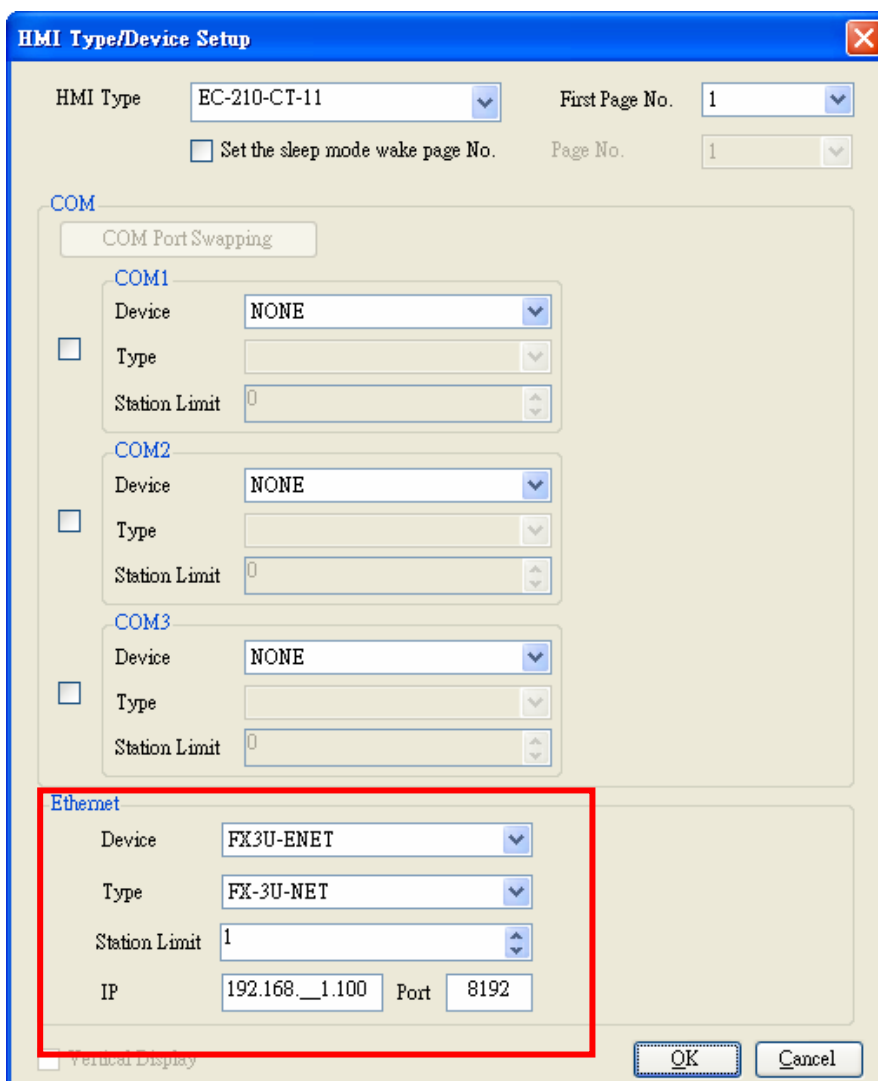 HMI Type/Device Setup
HMI Type EC-210-CT-11 First Page No. 1
Set the sleep mode wake page No. Page No. 1
COM
COM Port Swapping
COM1
Device NONE
Type
Station Limit 0
COM2
Device NONE
Type
Station Limit 0
COM3
Device NONE
Type
Station Limit 0
Ethernet
Device FX3U-ENET
Type FX-3U-NET
Station Limit 1
IP 192.168.__1.100 Port 8192
Vertical Display OK Cancel